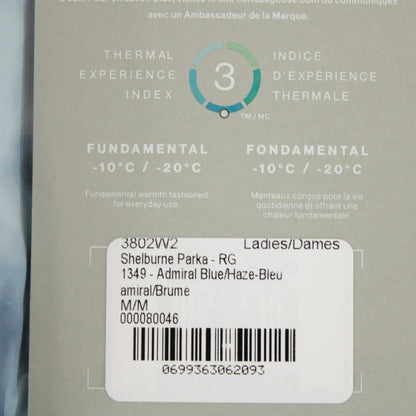 avec un Ambassadeur de la Marque.
THERMAL
EXPERIENCE
INDEX
3
TM/MC
INDICE
D'EXPÉRIENCE
THERMALE
FUNDAMENTAL
-10°C / -20°C
Fundamental warmth fashioned
for everyday use.
FONDAMENTAL
-10°C / -20°C
Manteaux conçus pour la vie
quotidienne et offrant une
chaleur fondamentale.
3802W2 Ladies/Dames
Shelburne Parka - RG
1349 - Admiral Blue/Haze-Bleu
amiral/Brume
M/M
000080046
0699363062093